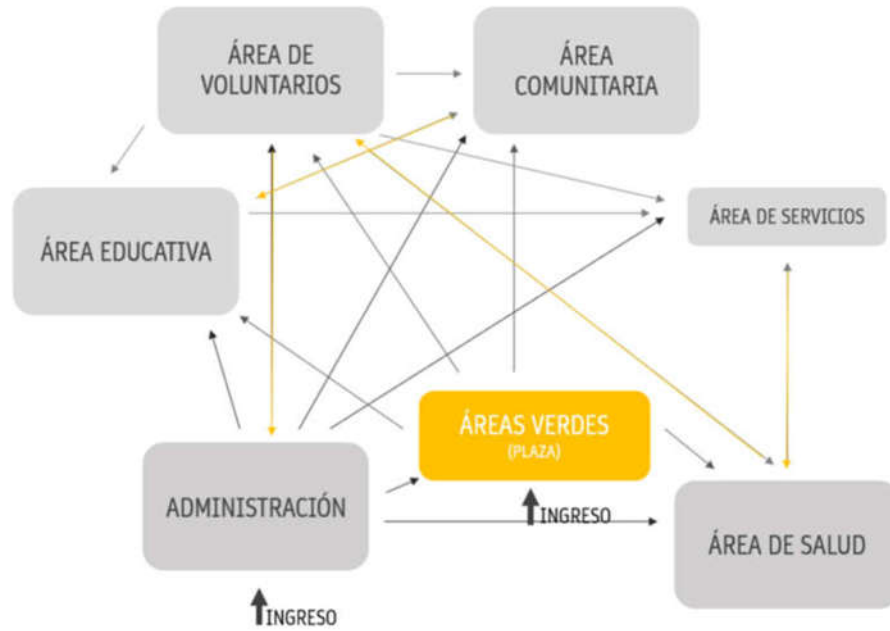 ÁREA DE
VOLUNTARIOS
ÁREA
COMUNITARIA
ÁREA EDUCATIVA
ÁREA DE SERVICIOS
ÁREAS VERDES
(PLAZA)
ADMINISTRACIÓN
INGRESO
ÁREA DE SALUD
INGRESO